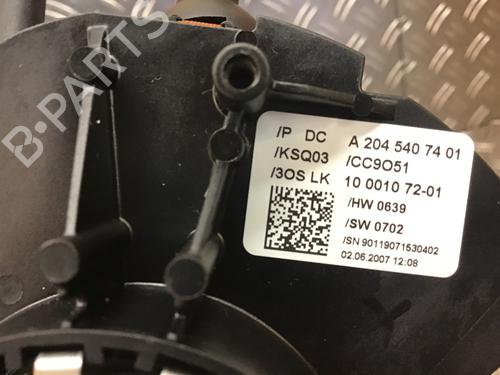 B-PARTS
/P DC A 204 540 74 01
/KSQ03 /CC9O51
/3OS LK 10 0010 72-01
/HW 0639
/SW 0702
/SN 90119071530402
02.06.2007 12:08